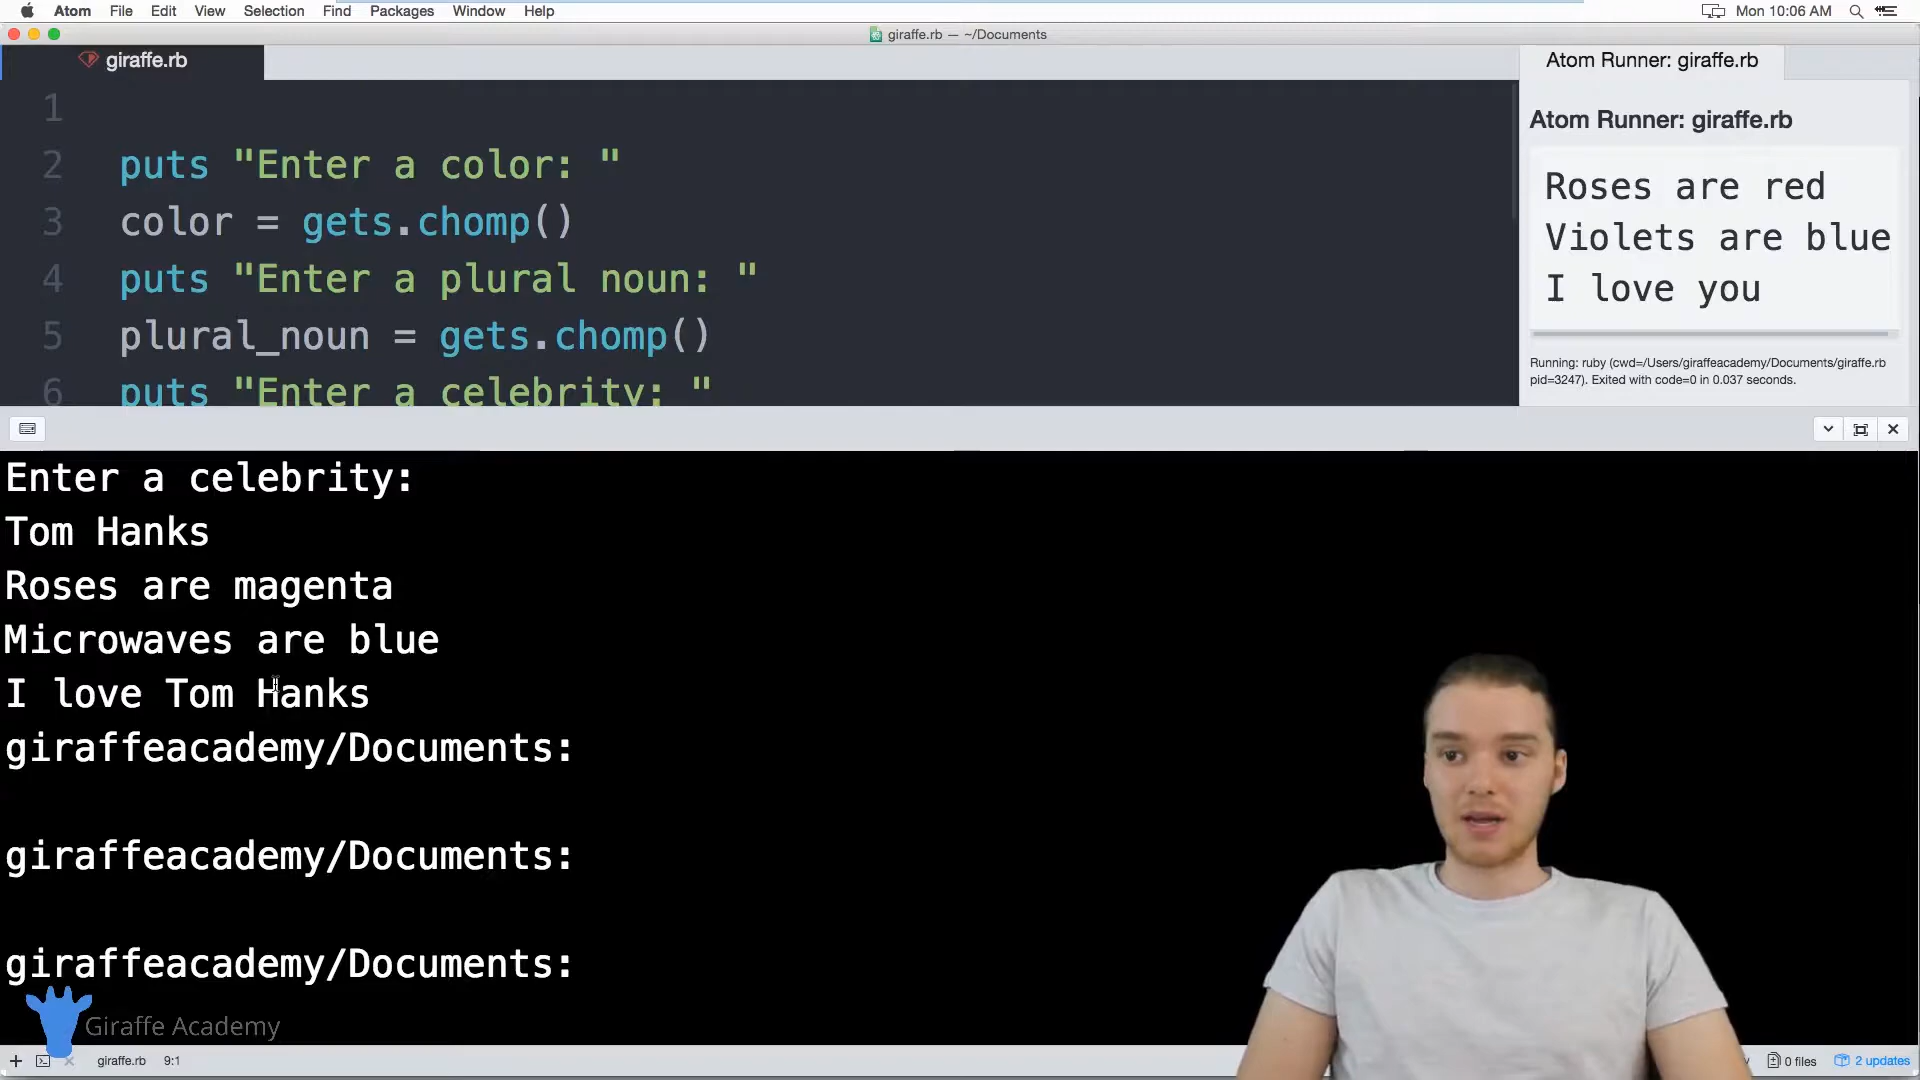 Atom File Edit View Selection Find Packages Window Help
Mon 10:06 AM
giraffe.rb — ~/Documents
giraffe.rb
Atom Runner: giraffe.rb
1
2 puts "Enter a color: "
3 color = gets.chomp()
4 puts "Enter a plural noun: "
5 plural_noun = gets.chomp()
6 puts "Enter a celebrity: "
Atom Runner: giraffe.rb
Roses are red
Violets are blue
I love you
Running: ruby (cwd=/Users/giraffeacademy/Documents/giraffe.rb
pid=3247). Exited with code=0 in 0.037 seconds.
Enter a celebrity:
Tom Hanks
Roses are magenta
Microwaves are blue
I love Tom Hanks
giraffeacademy/Documents:
giraffeacademy/Documents:
giraffeacademy/Documents:
Giraffe Academy
giraffe.rb 9:1
0 files 2 updates